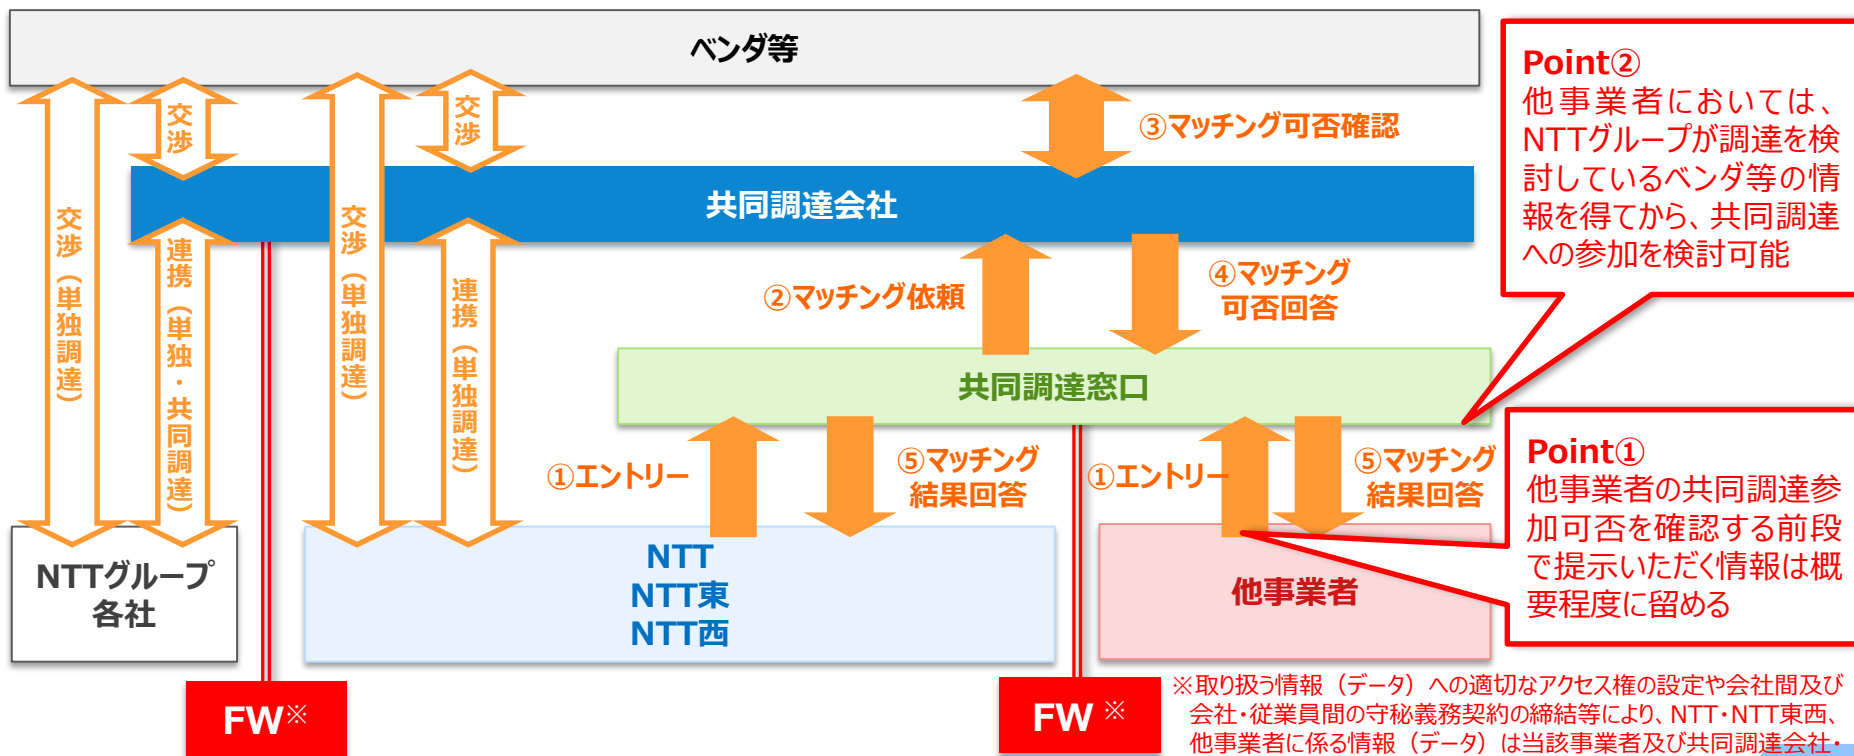 ベンダ等
交渉
交渉
③マッチング可否確認
共同調達会社
交渉（単独調達）
連携（単独・共同調達）
交渉（単独調達）
連携（単独調達）
②マッチング依頼
④マッチング
可否回答
共同調達窓口
①エントリー
⑤マッチング
結果回答
①エントリー
⑤マッチング
結果回答
NTTグループ
各社
NTT
NTT東
NTT西
他事業者
FW※
FW ※
Point②
他事業者においては、
NTTグループが調達を検
討しているベンダ等の情
報を得てから、共同調達
への参加を検討可能
Point①
他事業者の共同調達参
加可否を確認する前段
で提示いただく情報は概
要程度に留める
※取り扱う情報（データ）への適切なアクセス権の設定や会社間及び
会社・従業員間の守秘義務契約の締結等により、NTT・NTT東西、
他事業者に係る情報（データ）は当該事業者及び共同調達会社・